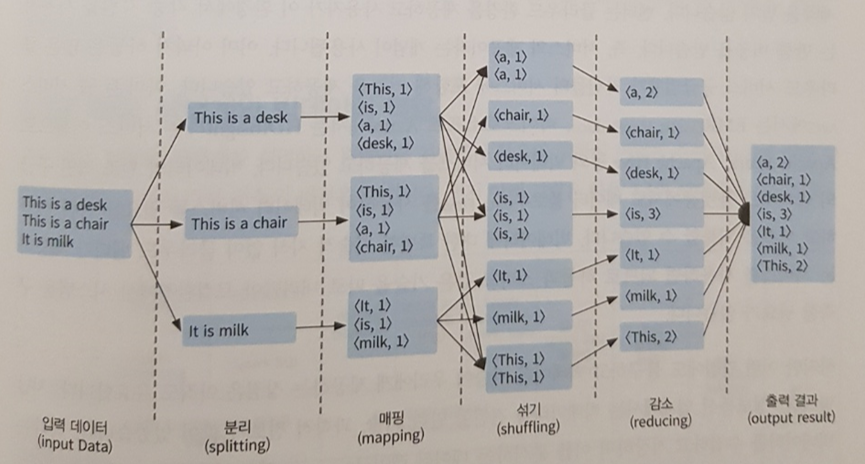 This is a desk
This is a chair
It is milk
This is a desk
This is a chair
It is milk
⟨This, 1⟩
⟨is, 1⟩
⟨a, 1⟩
⟨desk, 1⟩
⟨This, 1⟩
⟨is, 1⟩
⟨a, 1⟩
⟨chair, 1⟩
⟨It, 1⟩
⟨is, 1⟩
⟨milk, 1⟩
⟨a, 1⟩
⟨a, 1⟩
⟨chair, 1⟩
⟨desk, 1⟩
⟨is, 1⟩
⟨is, 1⟩
⟨is, 1⟩
⟨It, 1⟩
⟨milk, 1⟩
⟨This, 1⟩
⟨This, 1⟩
⟨a, 2⟩
⟨chair, 1⟩
⟨desk, 1⟩
⟨is, 3⟩
⟨It, 1⟩
⟨milk, 1⟩
⟨This, 2⟩
⟨a, 2⟩
⟨chair, 1⟩
⟨desk, 1⟩
⟨is, 3⟩
⟨It, 1⟩
⟨milk, 1⟩
⟨This, 2⟩
입력 데이터
(input Data)
분리
(splitting)
매핑
(mapping)
섞기
(shuffling)
감소
(reducing)
출력 결과
(output result)